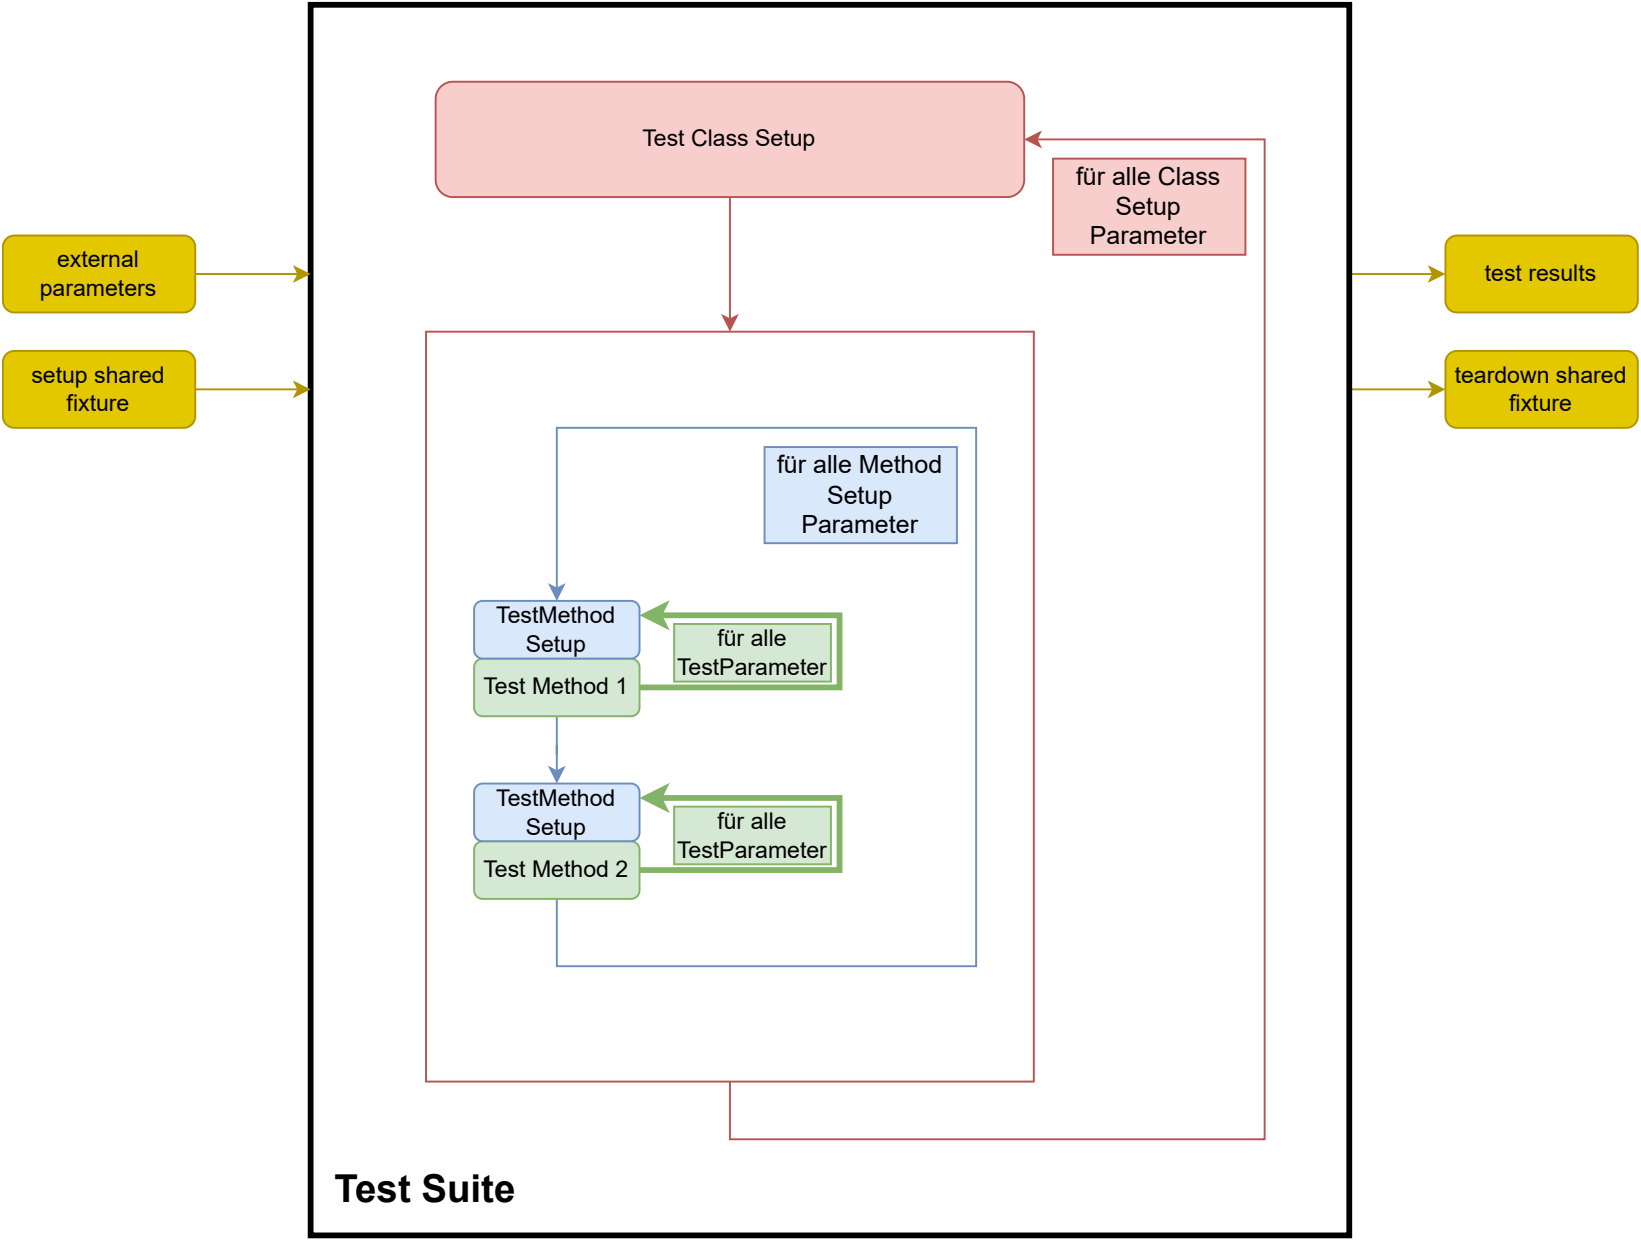 Test Class Setup
für alle Class
Setup
Parameter
external
parameters
setup shared
fixture
test results
teardown shared
fixture
für alle Method
Setup
Parameter
TestMethod
Setup
Test Method 1
für alle
TestParameter
TestMethod
Setup
Test Method 2
für alle
TestParameter
Test Suite